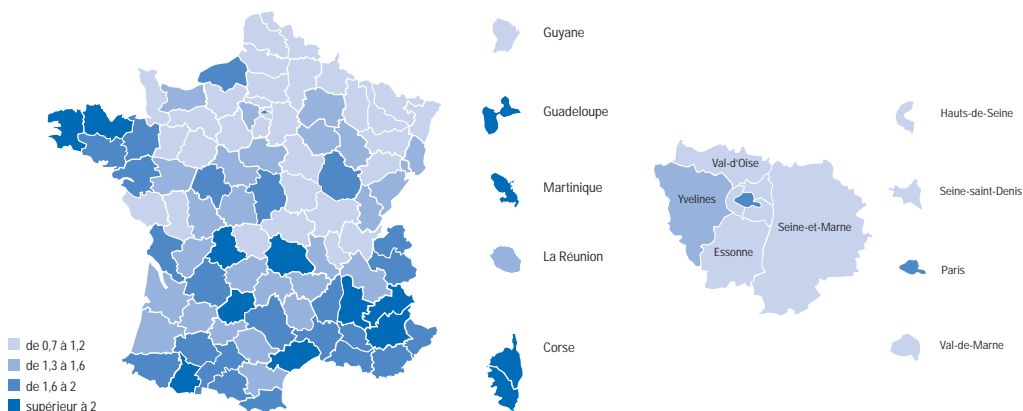 Guyane
Guadeloupe
Martinique
La Réunion
Corse
de 0,7 à 1,2
de 1,3 à 1,6
de 1,6 à 2
supérieur à 2
Val-d'Oise
Yvelines
Seine-et-Marne
Essonne
Hauts-de-Seine
Seine-saint-Denis
Paris
Val-de-Marne